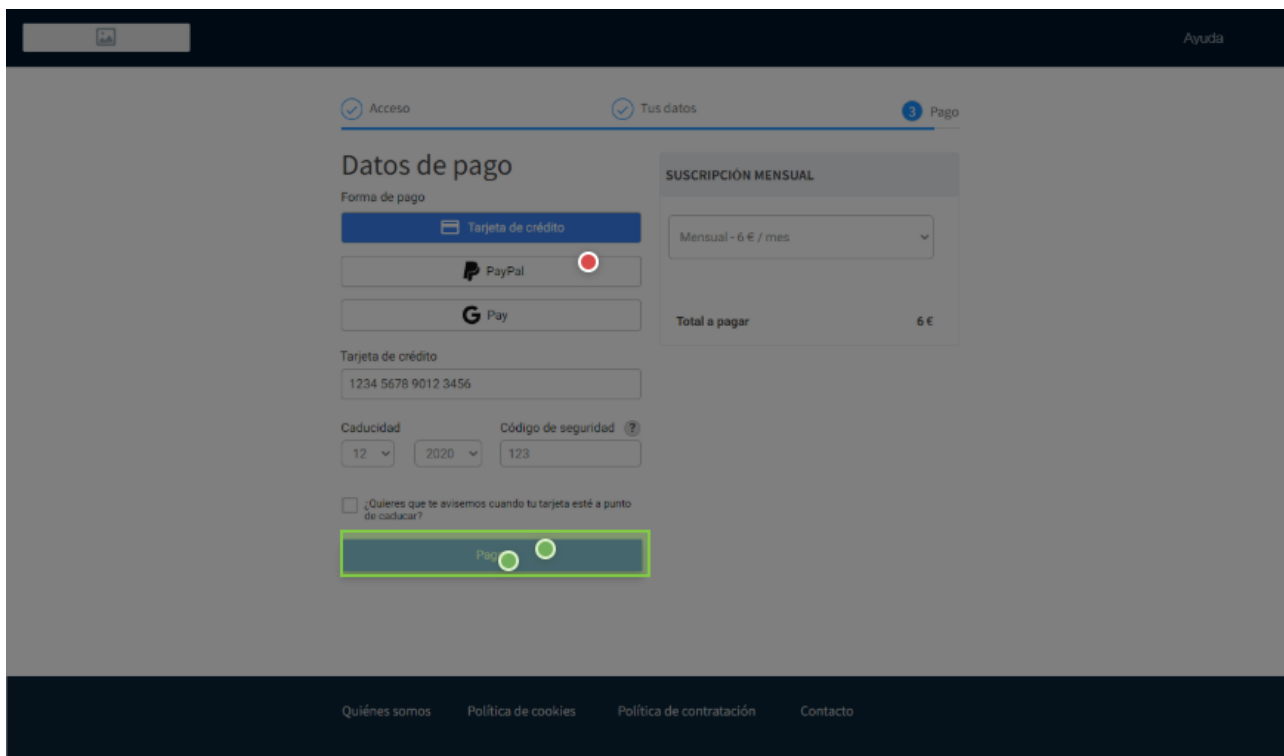 Ayuda
Acceso
Tus datos
3 Pago
Datos de pago
Forma de pago
Tarjeta de crédito
PayPal
G Pay
Tarjeta de crédito
1234 5678 9012 3456
Caducidad
Código de seguridad ?
12
2020
123
¿Quieres que te avisemos cuando tu tarjeta esté a punto
de caducar?
SUSCRIPCIÓN MENSUAL
Mensual - 6 € / mes
Total a pagar 6 €
Quiénes somos Política de cookies Política de contratación Contacto